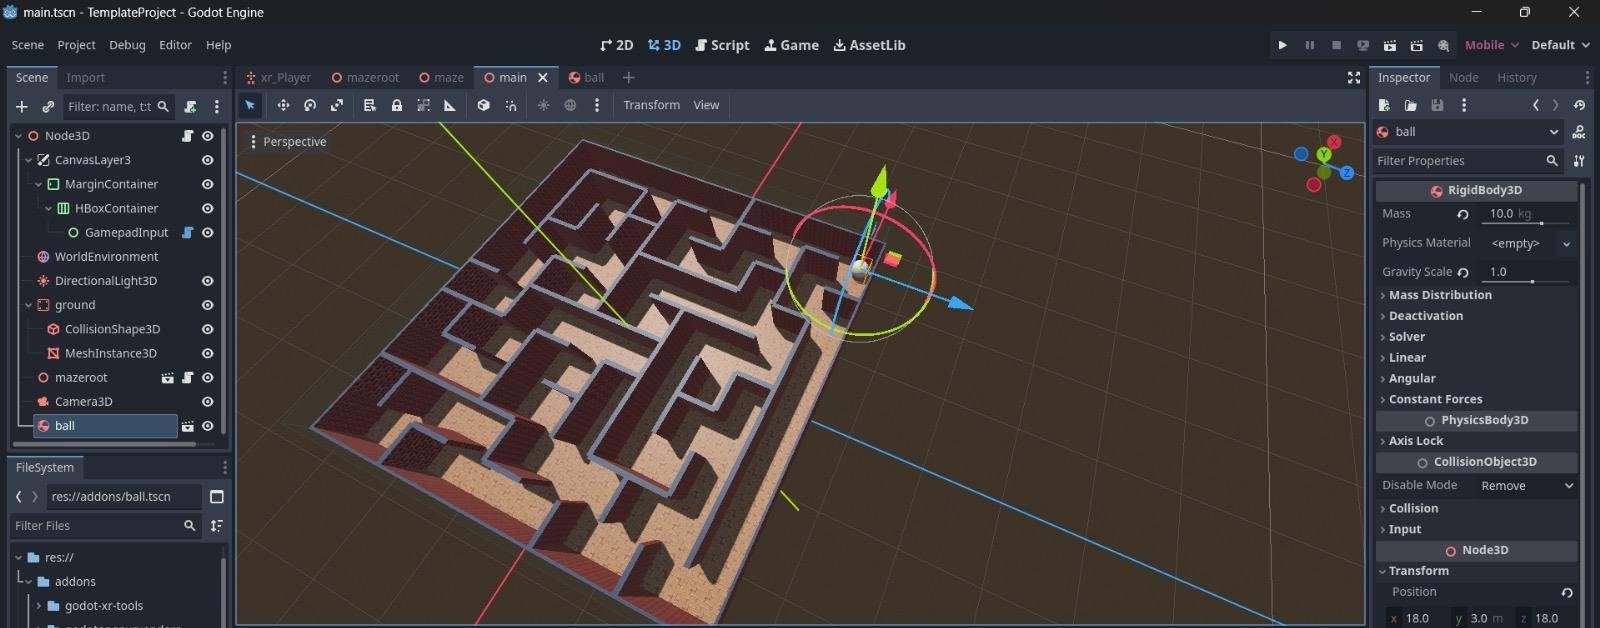 main.tscn - TemplateProject - Godot Engine
Scene Project Debug Editor Help
2D 3D Script Game AssetLib
Mobile Default
Scene Import
Filter: name, t:t
Node3D
CanvasLayer3
MarginContainer
HBoxContainer
GamepadInput
WorldEnvironment
DirectionalLight3D
ground
CollisionShape3D
MeshInstance3D
mazeroot
Camera3D
ball
FileSystem
res://addons/ball.tscn
Filter Files
res://
addons
godot-xr-tools
xr_Player mazeroot maze main ball
Transform View
Perspective
X
Y
Z
Inspector Node History
ball
Filter Properties
RigidBody3D
Mass 10.0 kg
Physics Material <empty>
Gravity Scale 1.0
Mass Distribution
Deactivation
Solver
Linear
Angular
Constant Forces
PhysicsBody3D
Axis Lock
CollisionObject3D
Disable Mode Remove
Collision
Input
Node3D
Transform
Position
x 18.0 y 3.0 m z 18.0